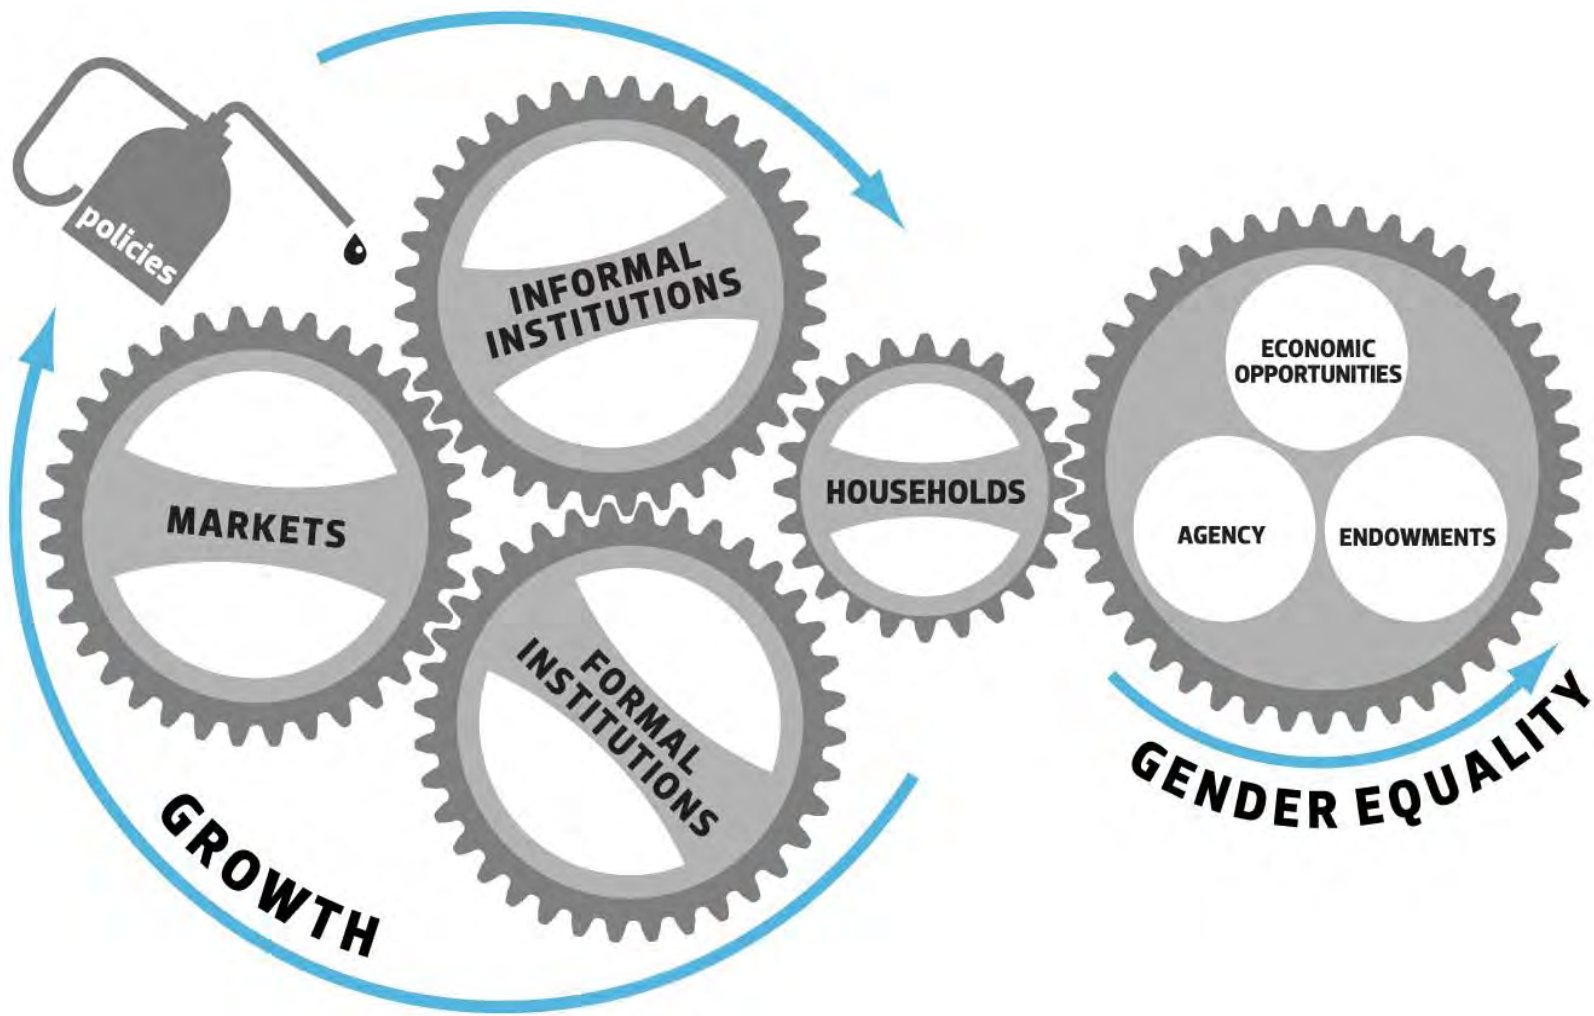 policies
INFORMAL
INSTITUTIONS
MARKETS
HOUSEHOLDS
FORMAL
INSTITUTIONS
GROWTH
ECONOMIC
OPPORTUNITIES
AGENCY
ENDOWMENTS
GENDER EQUALITY